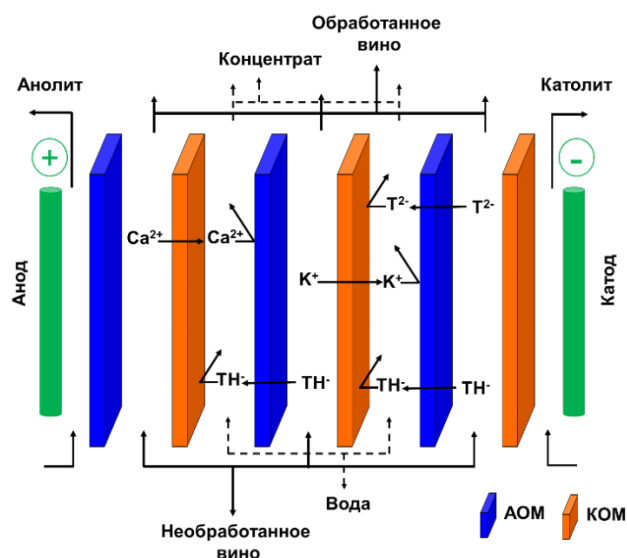 Обработанное
вино
Концентрат
Анолит
Католит
+
-
T²⁻
T²⁻
Ca²⁺
Ca²⁺
K⁺
K⁺
Анод
Катод
TH⁻
TH⁻
TH⁻
TH⁻
Вода
Необработанное
вино
АОМ
КОМ